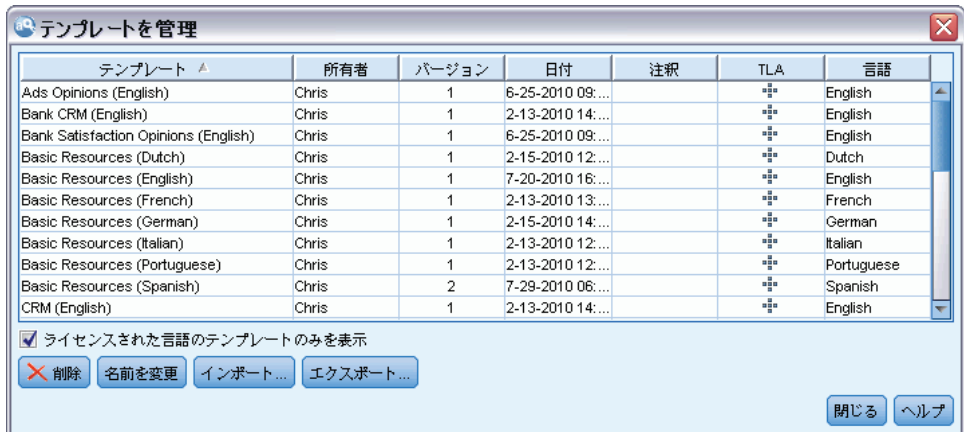 テンプレートを管理
テンプレート 所有者 バージョン 日付 注釈 TLA 言語
Ads Opinions (English) Chris 1 6-25-2010 09:... English
Bank CRM (English) Chris 1 2-13-2010 14:... English
Bank Satisfaction Opinions (English) Chris 1 6-25-2010 09:... English
Basic Resources (Dutch) Chris 1 2-15-2010 12:... Dutch
Basic Resources (English) Chris 1 7-20-2010 16:... English
Basic Resources (French) Chris 1 2-13-2010 13:... French
Basic Resources (German) Chris 1 2-15-2010 14:... German
Basic Resources (Italian) Chris 1 2-13-2010 12:... Italian
Basic Resources (Portuguese) Chris 1 2-13-2010 12:... Portuguese
Basic Resources (Spanish) Chris 2 7-29-2010 06:... Spanish
CRM (English) Chris 1 2-13-2010 14:... English
ライセンスされた言語のテンプレートのみを表示
削除 名前を変更 インポート... エクスポート...
閉じる ヘルプ